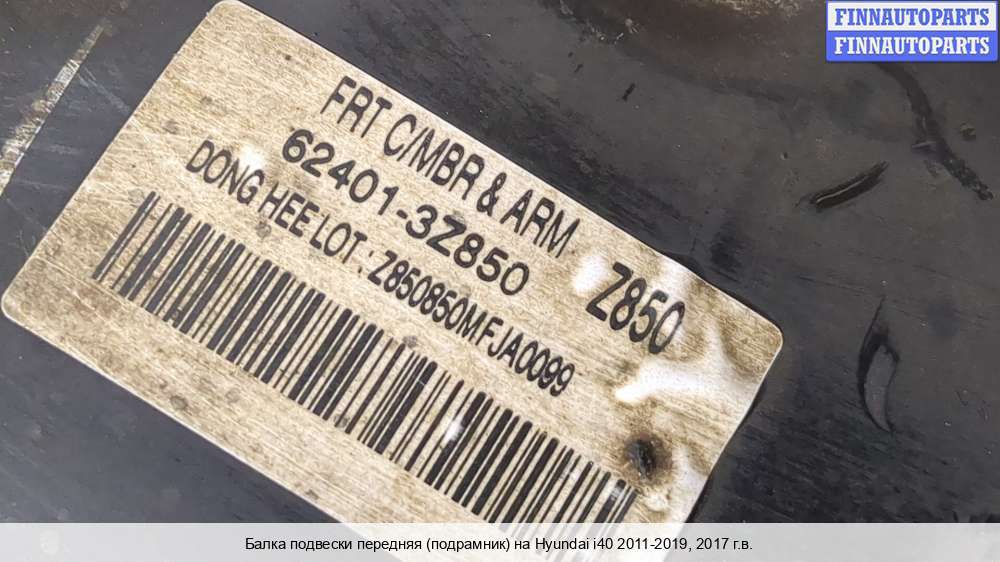 FINNAUTOPARTS
FINNAUTOPARTS
FRT C/MBR & ARM
62401-3Z850
Z850
DONG HEE LOT : Z850850MFJA0099
Балка подвески передняя (подрамник) на Hyundai i40 2011-2019, 2017 г.в.